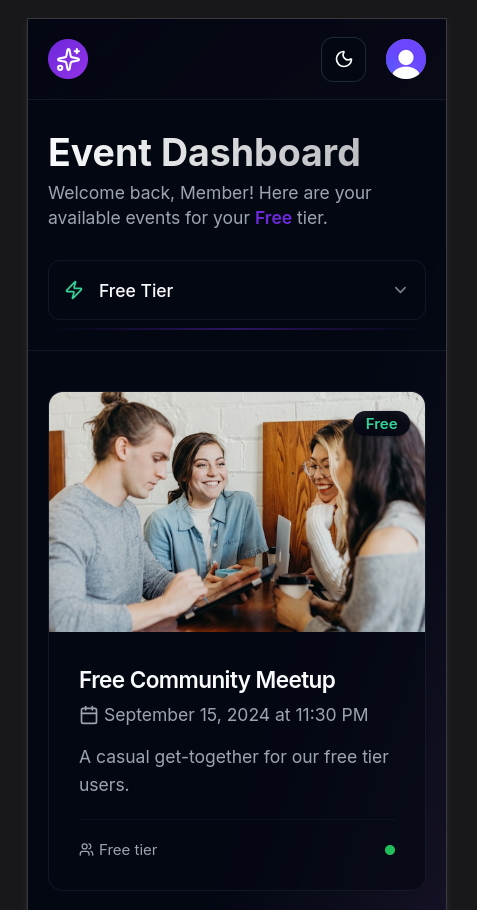 Event Dashboard
Welcome back, Member! Here are your
available events for your Free tier.
Free Tier
Free
Free Community Meetup
September 15, 2024 at 11:30 PM
A casual get-together for our free tier
users.
Free tier